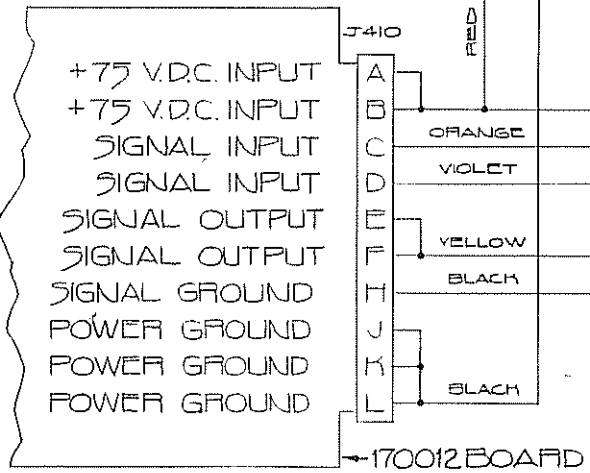 J410
RED
+75 V.D.C. INPUT A
+75 V.D.C. INPUT B
ORANGE
SIGNAL INPUT C
VIOLET
SIGNAL INPUT D
SIGNAL OUTPUT E
YELLOW
SIGNAL OUTPUT F
BLACK
SIGNAL GROUND H
POWER GROUND J
POWER GROUND K
BLACK
POWER GROUND L
170012 BOARD